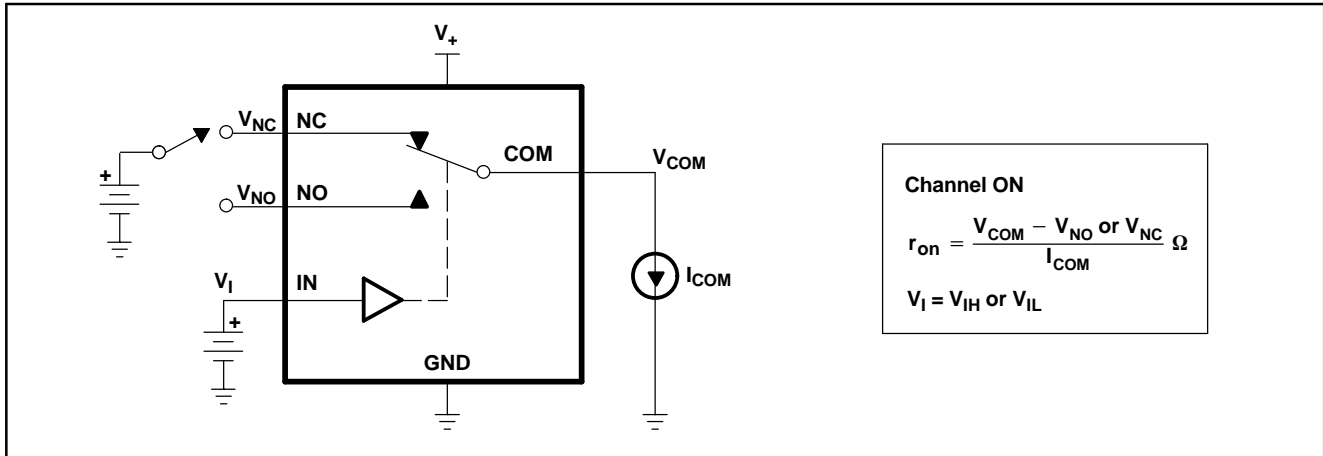 V+
VNC NC
COM VCOM
+
VNO NO
VI IN
ICOM
+
GND
Channel ON
ron = VCOM − VNO or VNC / ICOM Ω
VI = VIH or VIL